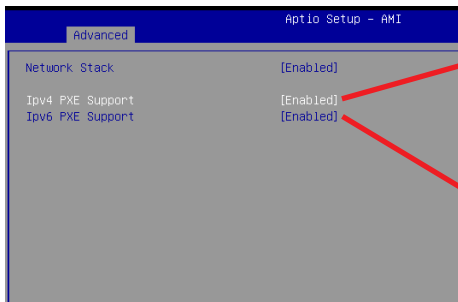 Aptio Setup - AMI
Advanced
Network Stack [Enabled]
Ipv4 PXE Support [Enabled]
Ipv6 PXE Support [Enabled]